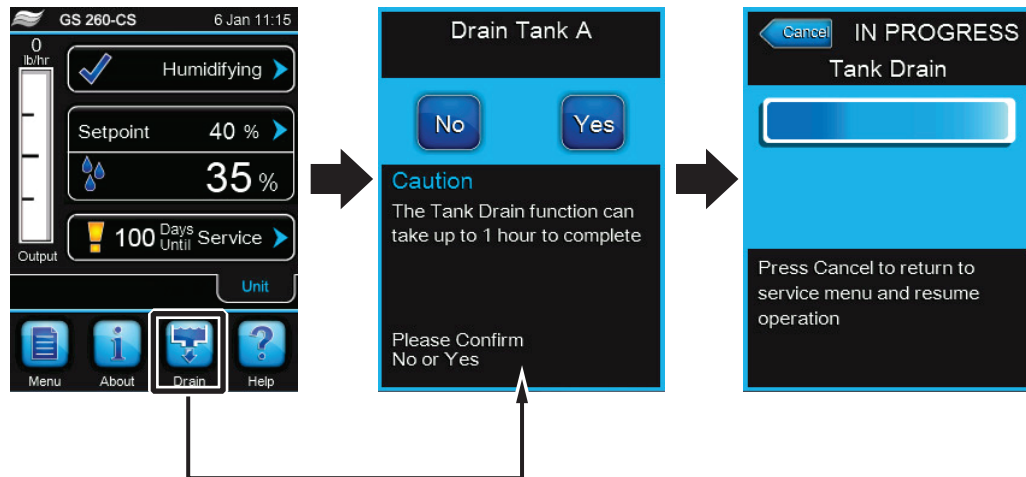 GS 260-CS 6 Jan 11:15
0
lb/hr
Humidifying
Setpoint 40 %
35 %
100 Days Until Service
Output
Unit
Menu About Drain Help
Drain Tank A
No Yes
Caution
The Tank Drain function can
take up to 1 hour to complete
Please Confirm
No or Yes
Cancel IN PROGRESS
Tank Drain
Press Cancel to return to
service menu and resume
operation